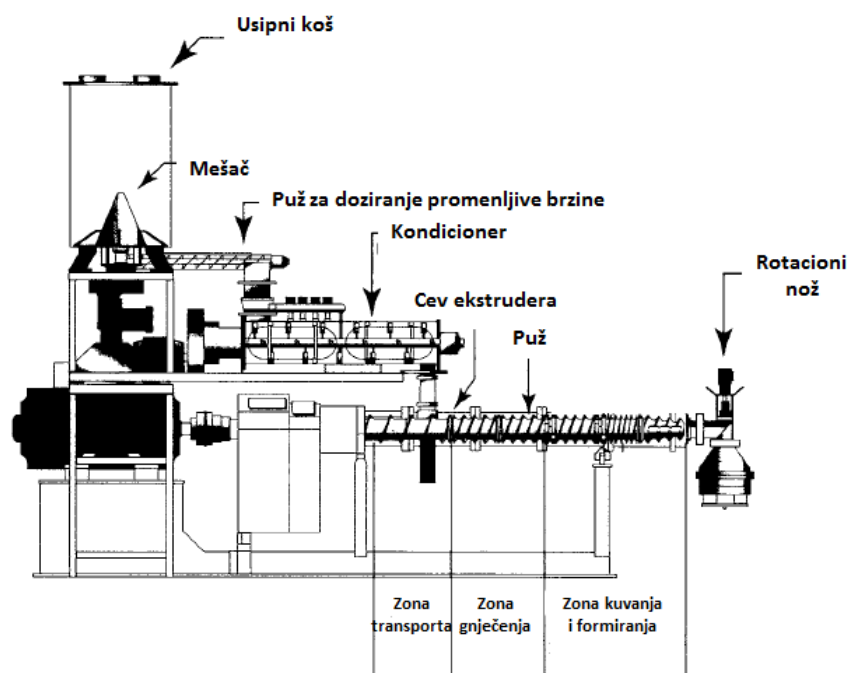 Usipni koš
Mešač
Puž za doziranje promenljive brzine
Kondicioner
Rotacioni
nož
Cev ekstrudera
Puž
Zona
transporta
Zona
gnječenja
Zona kuvanja
i formiranja